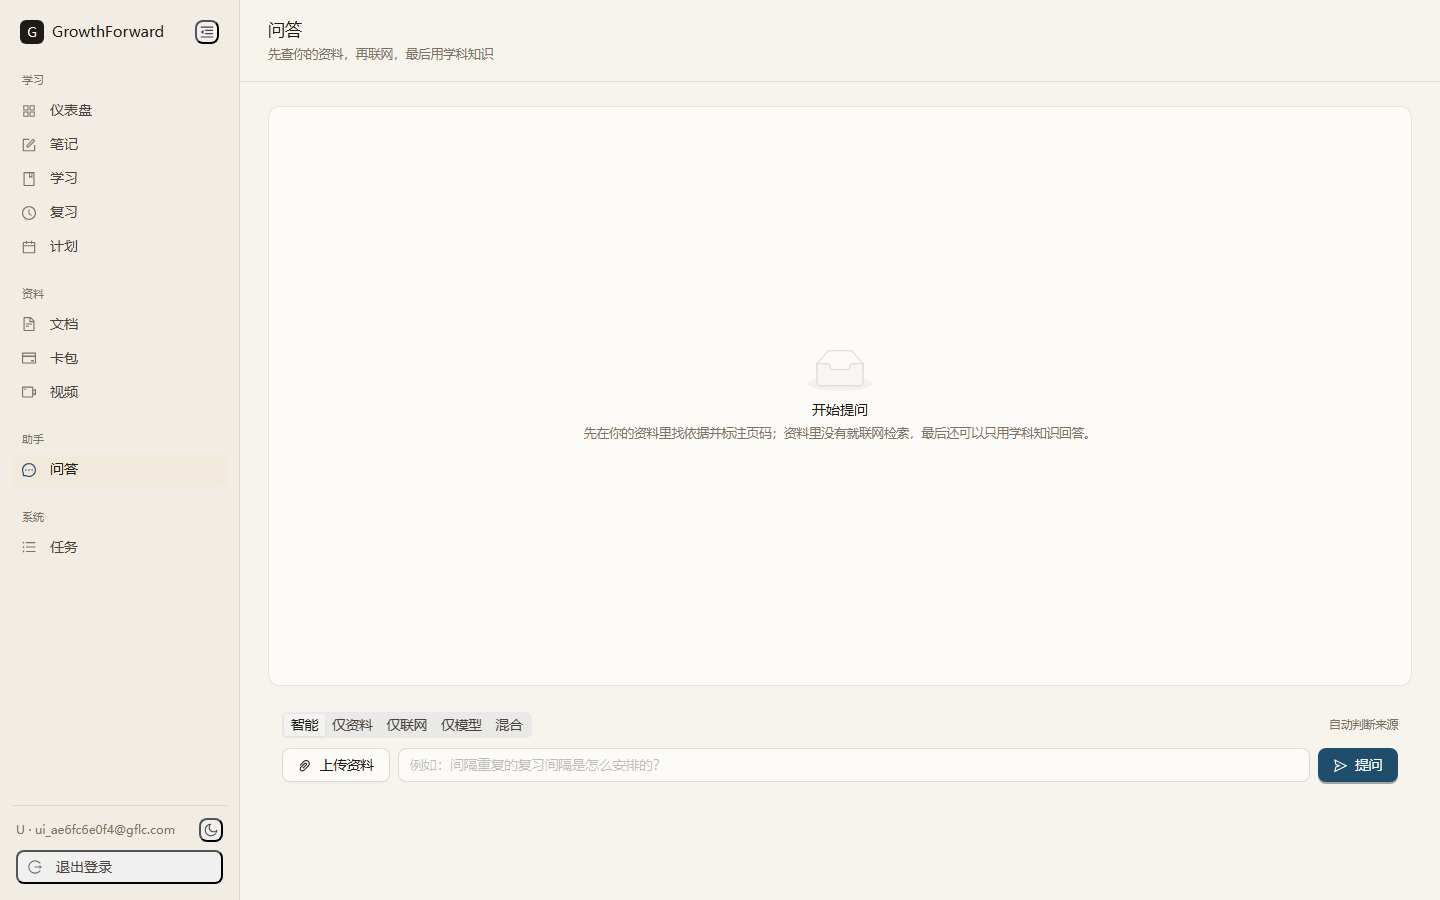 G GrowthForward
学习
仪表盘
笔记
学习
复习
计划
资料
文档
卡包
视频
助手
问答
系统
任务
U · ui_ae6fc6e0f4@gflc.com
退出登录
问答
先查你的资料，再联网，最后用学科知识
开始提问
先在你的资料里找依据并标注页码；资料里没有就联网检索，最后还可以只用学科知识回答。
智能 仅资料 仅联网 仅模型 混合
自动判断来源
上传资料
例如：间隔重复的复习间隔是怎么安排的？
提问